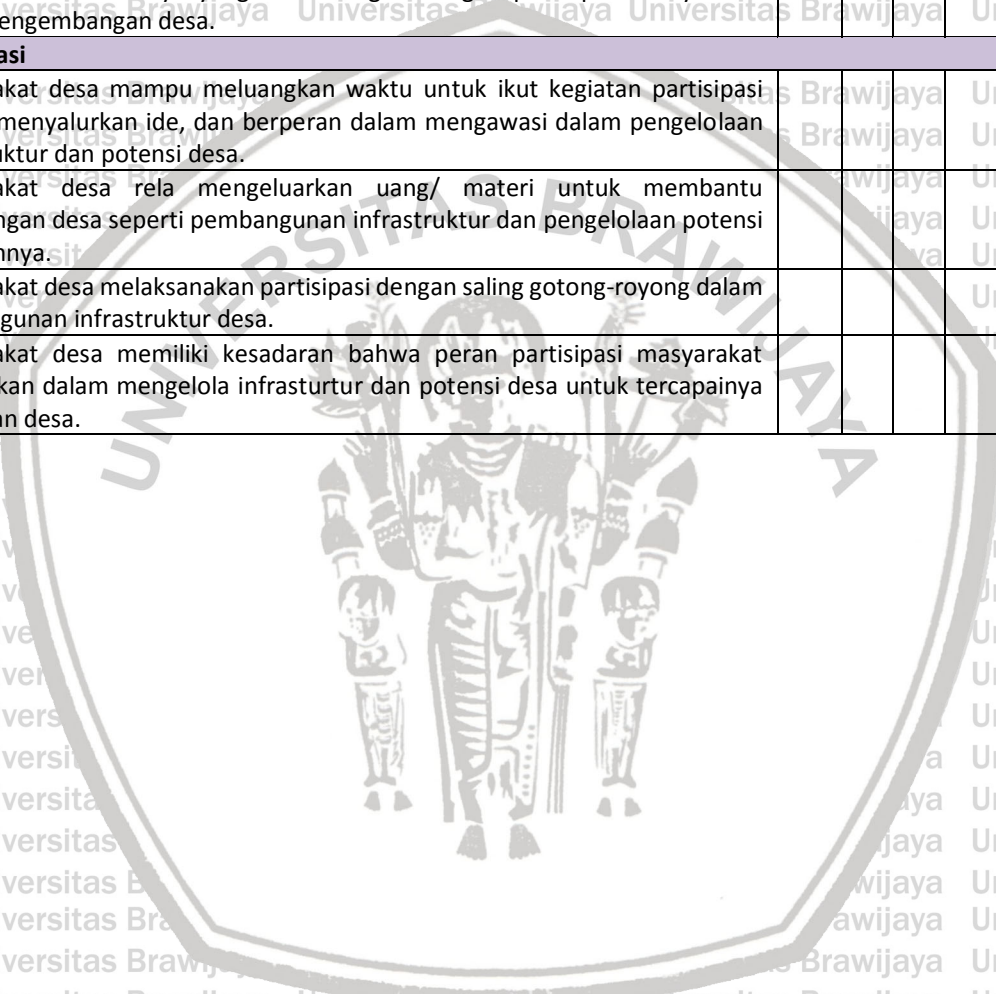 engembangan desa.
asi
akat desa mampu meluangkan waktu untuk ikut kegiatan partisipasi
menyalurkan ide, dan berperan dalam mengawasi dalam pengelolaan
uktur dan potensi desa.
akat desa rela mengeluarkan uang/ materi untuk membantu
ngan desa seperti pembangunan infrastruktur dan pengelolaan potensi
nnya.
akat desa melaksanakan partisipasi dengan saling gotong-royong dalam
gunan infrastruktur desa.
akat desa memiliki kesadaran bahwa peran partisipasi masyarakat
kan dalam mengelola infrasturtur dan potensi desa untuk tercapainya
an desa.
UNIVERSITAS BRAWIJAYA